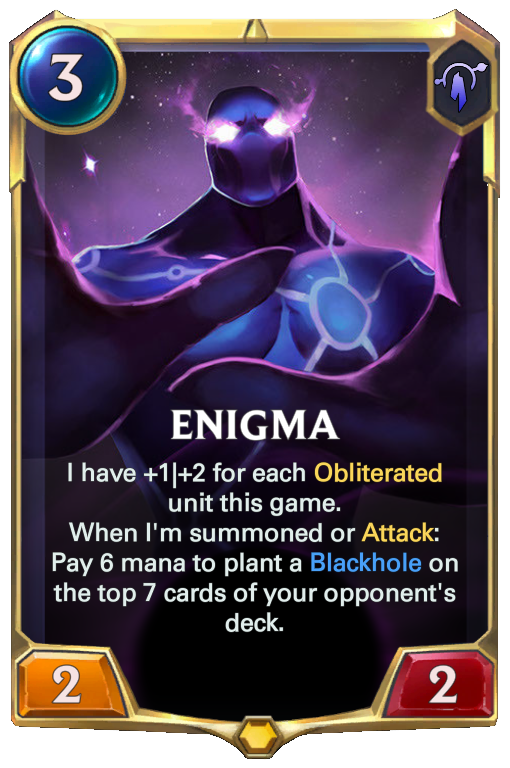 3
ENIGMA
I have +1|+2 for each Obliterated
unit this game.
When I'm summoned or Attack:
Pay 6 mana to plant a Blackhole on
the top 7 cards of your opponent's
deck.
2
2